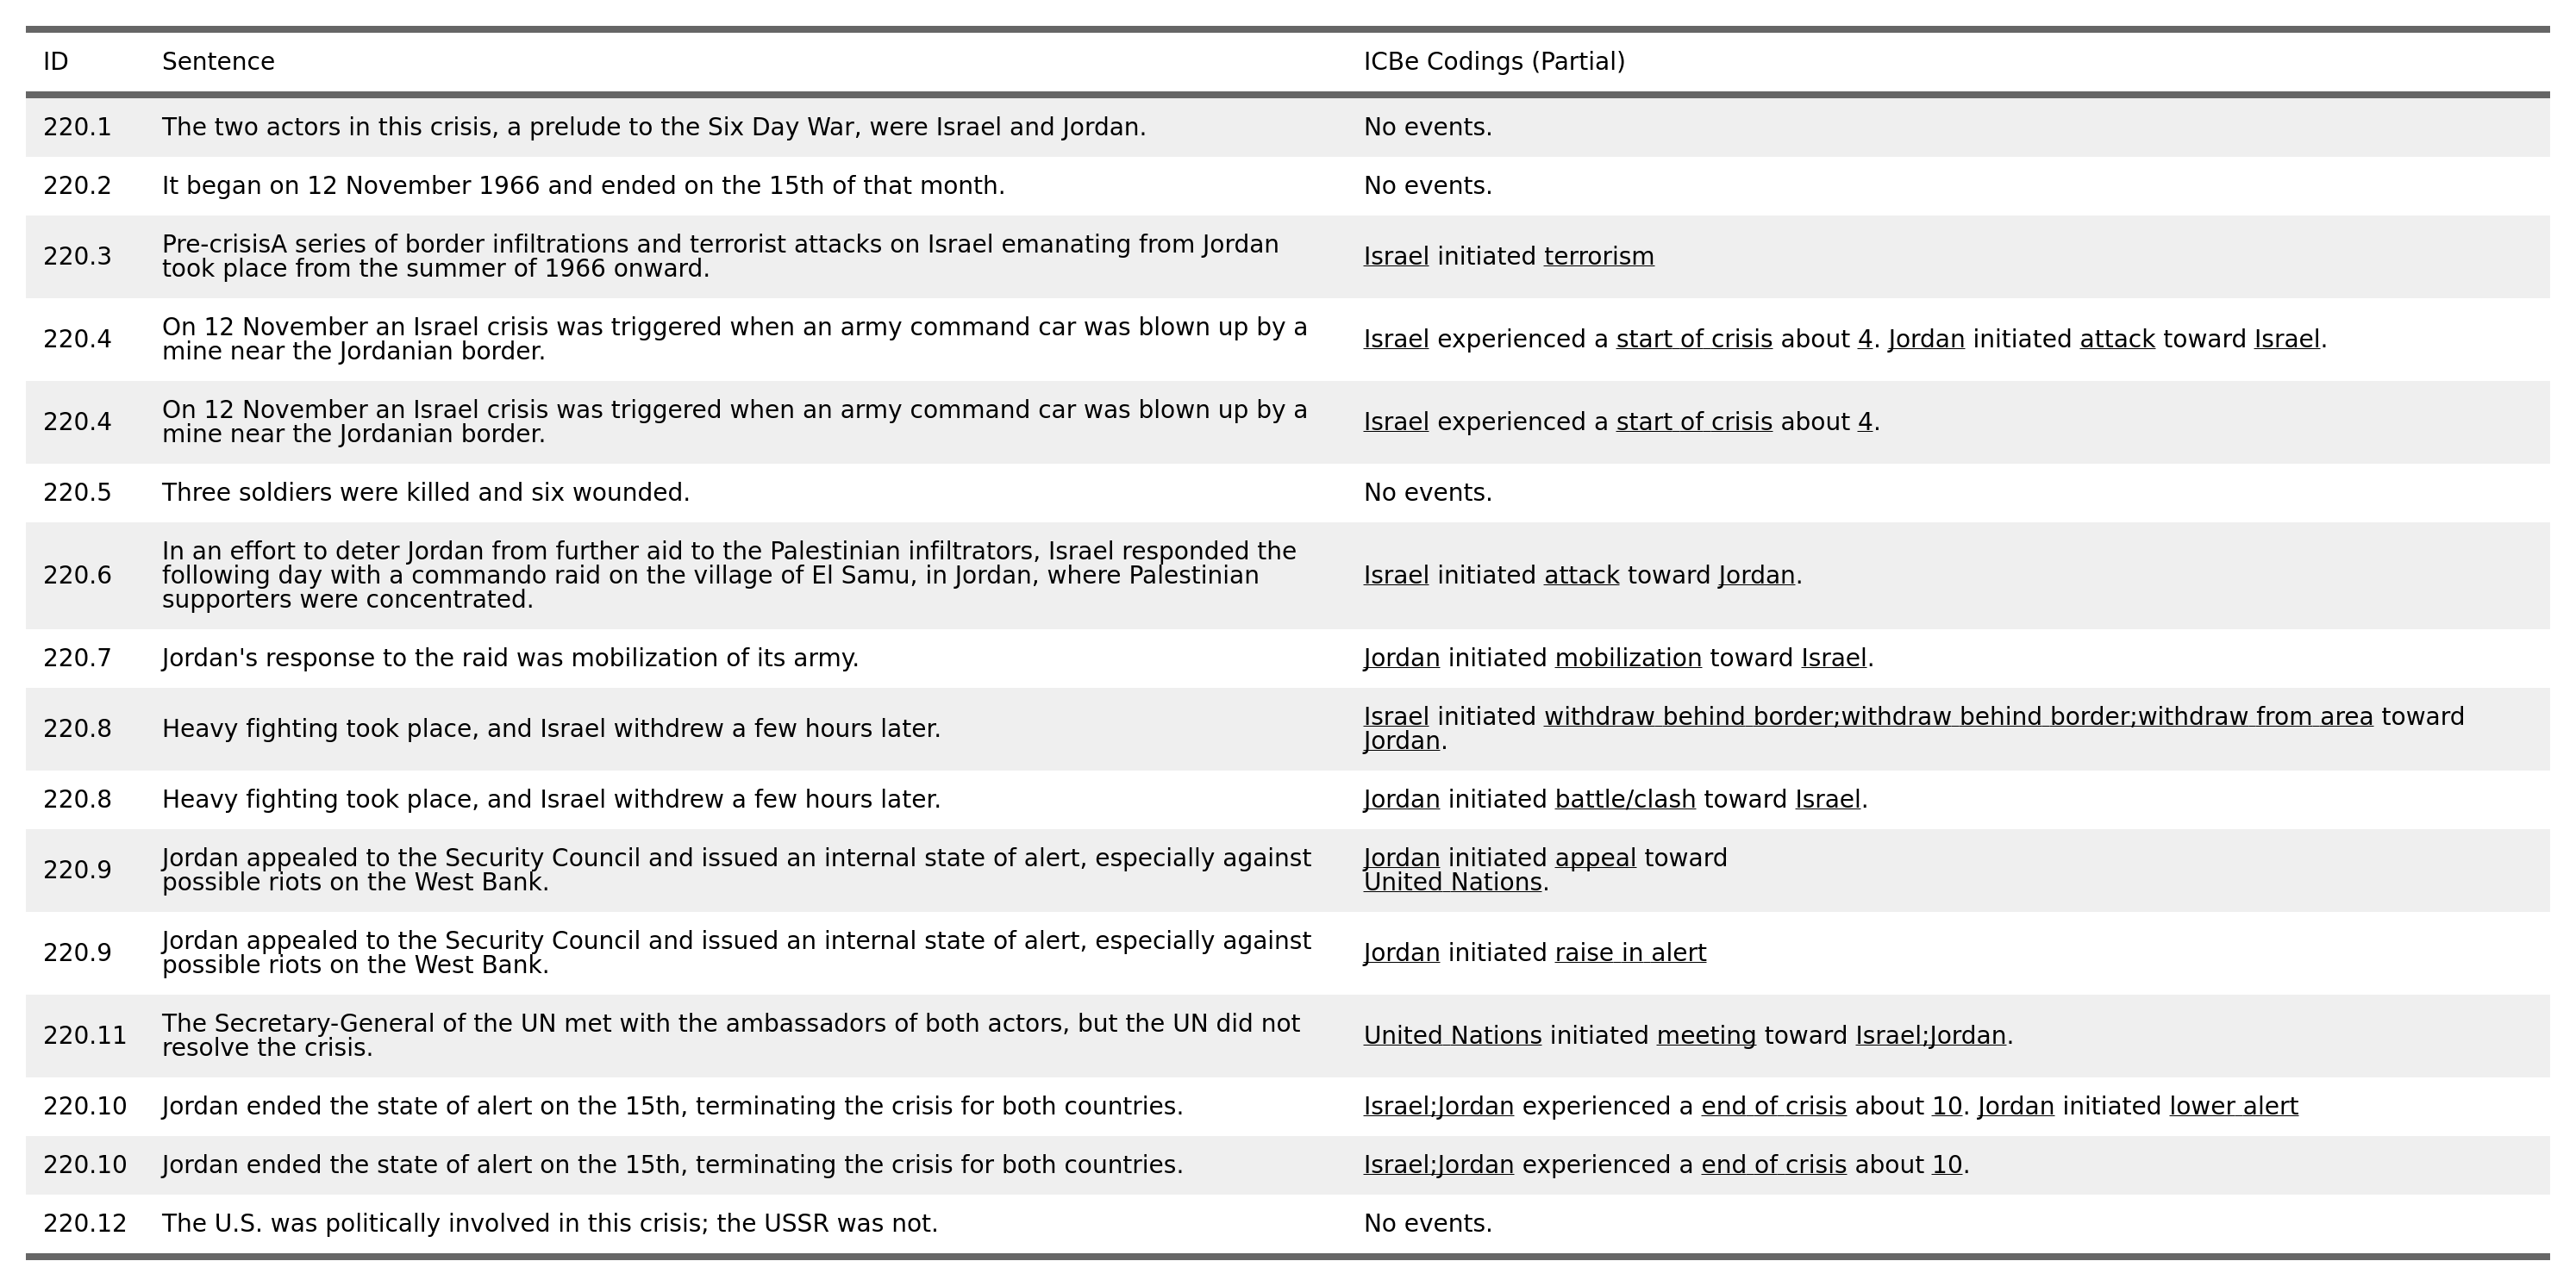 ID Sentence ICBe Codings (Partial)
220.1 The two actors in this crisis, a prelude to the Six Day War, were Israel and Jordan. No events.
220.2 It began on 12 November 1966 and ended on the 15th of that month. No events.
220.3 Pre-crisisA series of border infiltrations and terrorist attacks on Israel emanating from Jordan
took place from the summer of 1966 onward.
Israel initiated terrorism
220.4 On 12 November an Israel crisis was triggered when an army command car was blown up by a
mine near the Jordanian border.
Israel experienced a start of crisis about 4. Jordan initiated attack toward Israel.
220.4 On 12 November an Israel crisis was triggered when an army command car was blown up by a
mine near the Jordanian border.
Israel experienced a start of crisis about 4.
220.5 Three soldiers were killed and six wounded. No events.
220.6 In an effort to deter Jordan from further aid to the Palestinian infiltrators, Israel responded the
following day with a commando raid on the village of El Samu, in Jordan, where Palestinian
supporters were concentrated.
Israel initiated attack toward Jordan.
220.7 Jordan's response to the raid was mobilization of its army. Jordan initiated mobilization toward Israel.
220.8 Heavy fighting took place, and Israel withdrew a few hours later.
Israel initiated withdraw behind border;withdraw behind border;withdraw from area toward
Jordan.
220.8 Heavy fighting took place, and Israel withdrew a few hours later. Jordan initiated battle/clash toward Israel.
220.9 Jordan appealed to the Security Council and issued an internal state of alert, especially against
possible riots on the West Bank.
Jordan initiated appeal toward
United Nations.
220.9 Jordan appealed to the Security Council and issued an internal state of alert, especially against
possible riots on the West Bank.
Jordan initiated raise in alert
220.11 The Secretary-General of the UN met with the ambassadors of both actors, but the UN did not
resolve the crisis.
United Nations initiated meeting toward Israel;Jordan.
220.10 Jordan ended the state of alert on the 15th, terminating the crisis for both countries. Israel;Jordan experienced a end of crisis about 10. Jordan initiated lower alert
220.10 Jordan ended the state of alert on the 15th, terminating the crisis for both countries. Israel;Jordan experienced a end of crisis about 10.
220.12 The U.S. was politically involved in this crisis; the USSR was not. No events.